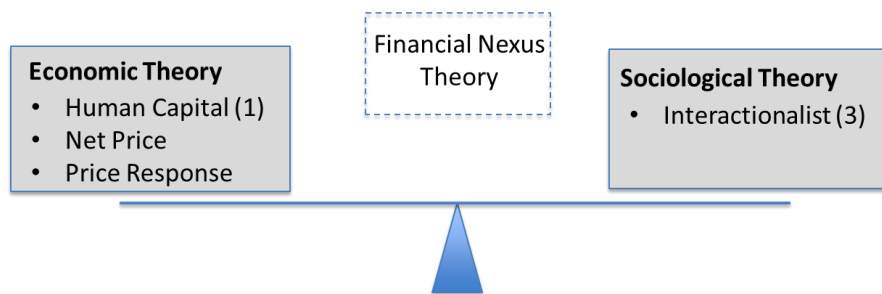 Financial Nexus
Theory
Economic Theory
• Human Capital (1)
• Net Price
• Price Response
Sociological Theory
• Interactionalist (3)